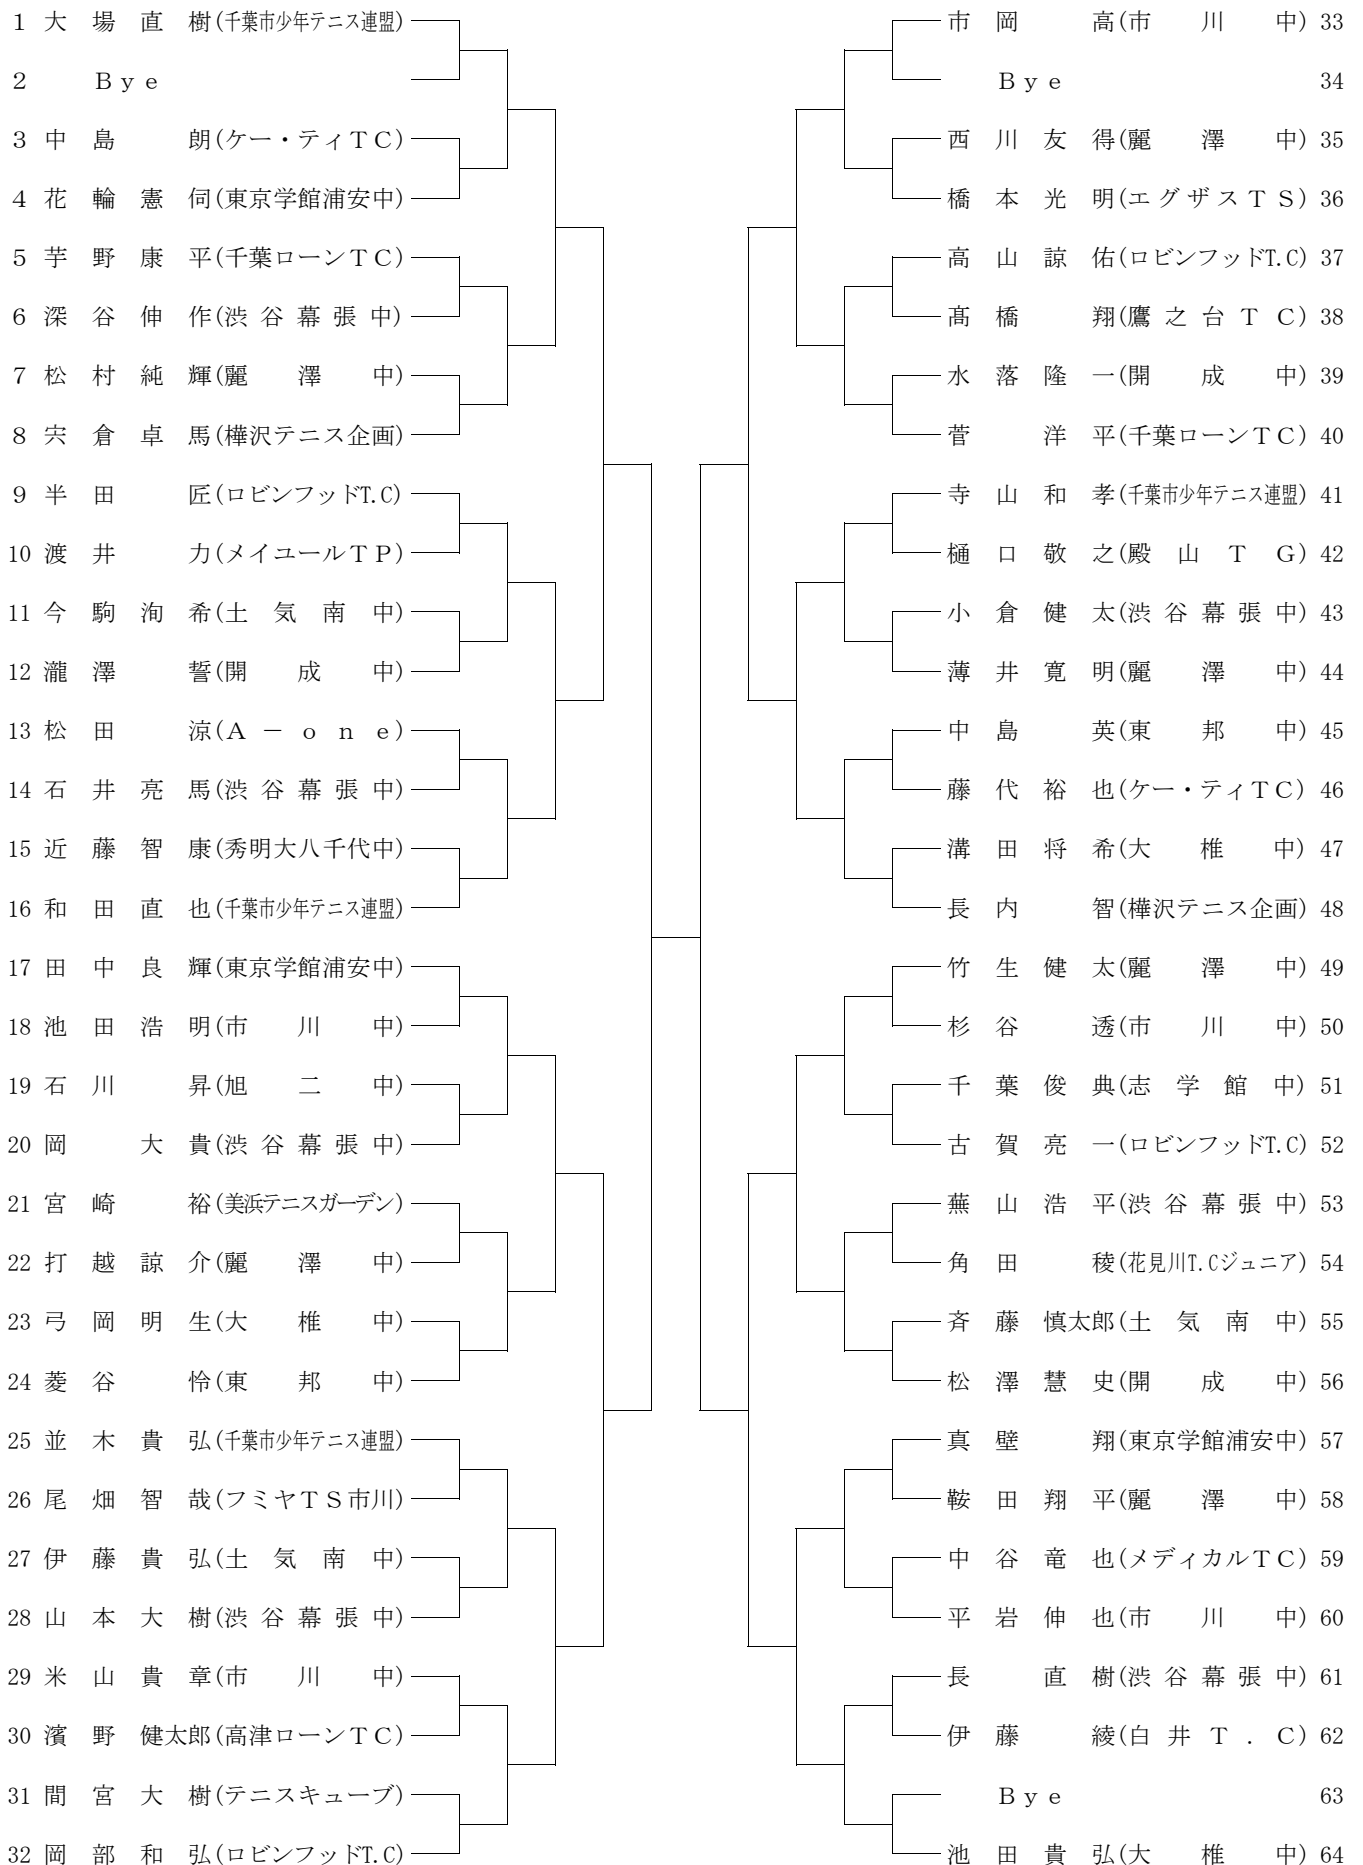 1 大場直樹(千葉市少年テニス連盟)
2 Bye
3 中島朗(ケー・ティTC)
4 花輪憲伺(東京学館浦安中)
5 芋野康平(千葉ローンTC)
6 深谷伸作(渋谷幕張中)
7 松村純輝(麗澤中)
8 宍倉卓馬(樺沢テニス企画)
9 半田匠(ロビンフッドT.C)
10 渡井力(メイユールTP)
11 今駒洵希(土気南中)
12 瀧澤誓(開成中)
13 松田涼(A-one)
14 石井亮馬(渋谷幕張中)
15 近藤智康(秀明大八千代中)
16 和田直也(千葉市少年テニス連盟)
17 田中良輝(東京学館浦安中)
18 池田浩明(市川中)
19 石川昇(旭二中)
20 岡大貴(渋谷幕張中)
21 宮崎裕(美浜テニスガーデン)
22 打越諒介(麗澤中)
23 弓岡明生(大椎中)
24 菱谷怜(東邦中)
25 並木貴弘(千葉市少年テニス連盟)
26 尾畑智哉(フミヤTS市川)
27 伊藤貴弘(土気南中)
28 山本大樹(渋谷幕張中)
29 米山貴章(市川中)
30 濱野健太郎(高津ローンTC)
31 間宮大樹(テニスキューブ)
32 岡部和弘(ロビンフッドT.C)
市岡高(市川中) 33
Bye 34
西川友得(麗澤中) 35
橋本光明(エグザスTS) 36
高山諒佑(ロビンフッドT.C) 37
髙橋翔(鷹之台TC) 38
水落隆一(開成中) 39
菅洋平(千葉ローンTC) 40
寺山和孝(千葉市少年テニス連盟) 41
樋口敬之(殿山TG) 42
小倉健太(渋谷幕張中) 43
薄井寛明(麗澤中) 44
中島英(東邦中) 45
藤代裕也(ケー・ティTC) 46
溝田将希(大椎中) 47
長内智(樺沢テニス企画) 48
竹生健太(麗澤中) 49
杉谷透(市川中) 50
千葉俊典(志学館中) 51
古賀亮一(ロビンフッドT.C) 52
蕪山浩平(渋谷幕張中) 53
角田稜(花見川T.Cジュニア) 54
斉藤慎太郎(土気南中) 55
松澤慧史(開成中) 56
真壁翔(東京学館浦安中) 57
鞍田翔平(麗澤中) 58
中谷竜也(メディカルTC) 59
平岩伸也(市川中) 60
長直樹(渋谷幕張中) 61
伊藤綾(白井T.C) 62
Bye 63
池田貴弘(大椎中) 64